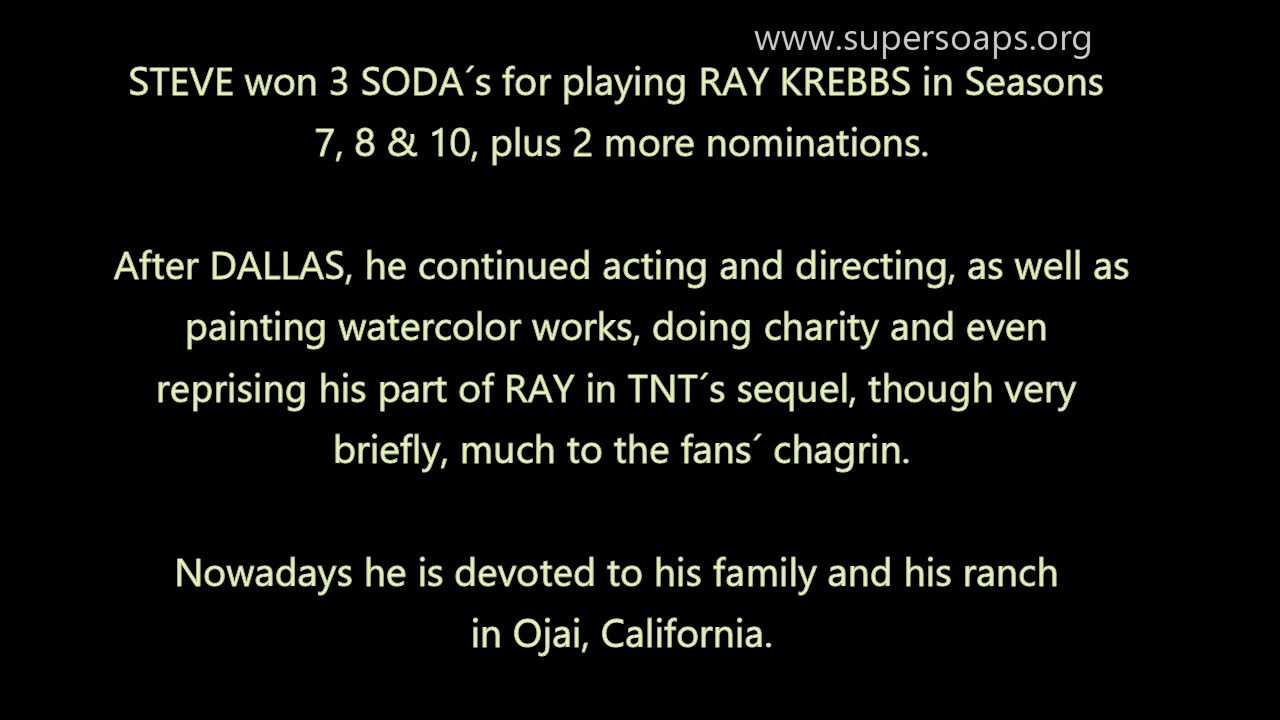 www.supersoaps.org
STEVE won 3 SODA´s for playing RAY KREBBS in Seasons
7, 8 & 10, plus 2 more nominations.
After DALLAS, he continued acting and directing, as well as
painting watercolor works, doing charity and even
reprising his part of RAY in TNT´s sequel, though very
briefly, much to the fans´ chagrin.
Nowadays he is devoted to his family and his ranch
in Ojai, California.